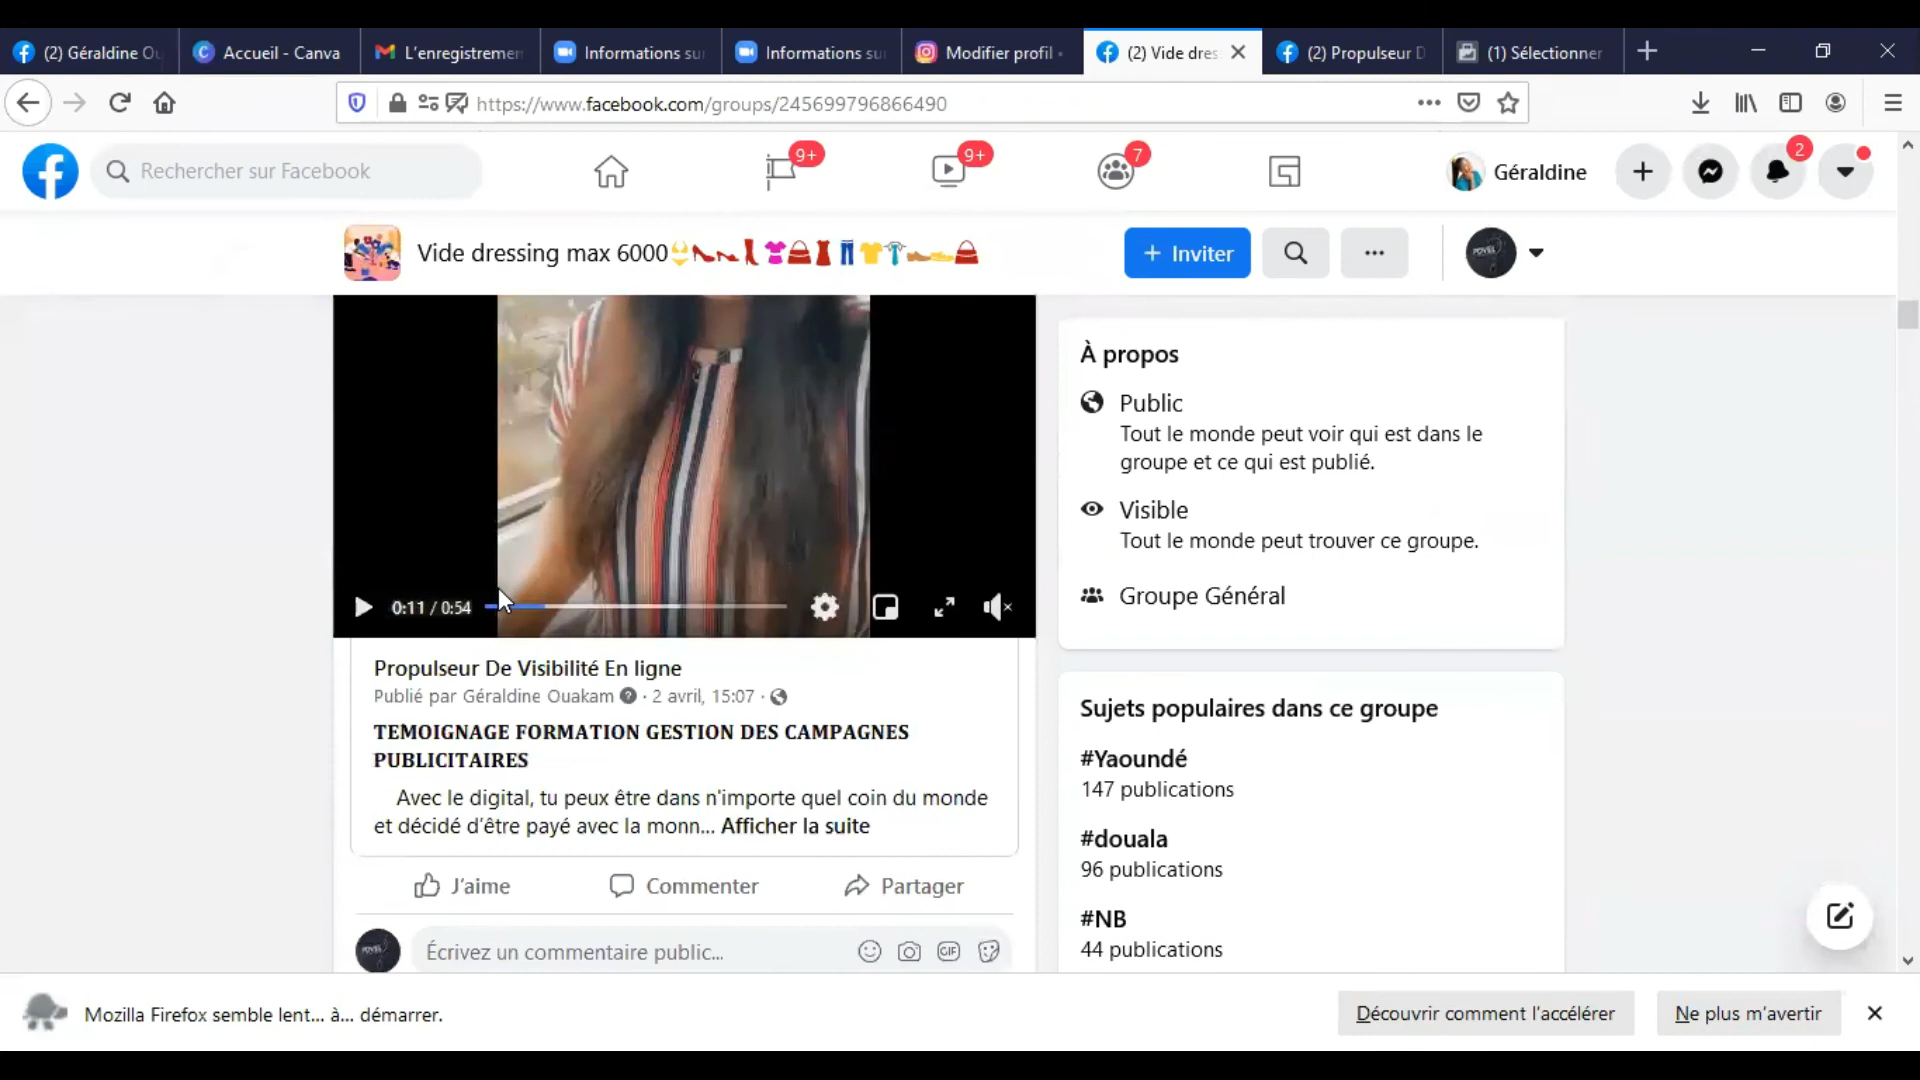 (2) Géraldine Ou
Accueil - Canva
L'enregistremen
Informations su
Informations su
Modifier profil •
(2) Vide dres
(2) Propulseur D
(1) Sélectionner
https://www.facebook.com/groups/245699796866490
Rechercher sur Facebook
9+
9+
7
Géraldine
2
Vide dressing max 6000
+ Inviter
0:11 / 0:54
Propulseur De Visibilité En ligne
Publié par Géraldine Ouakam · 2 avril, 15:07 ·
TEMOIGNAGE FORMATION GESTION DES CAMPAGNES
PUBLICITAIRES
Avec le digital, tu peux être dans n'importe quel coin du monde
et décidé d'être payé avec la monn... Afficher la suite
J'aime
Commenter
Partager
Écrivez un commentaire public...
GIF
À propos
Public
Tout le monde peut voir qui est dans le
groupe et ce qui est publié.
Visible
Tout le monde peut trouver ce groupe.
Groupe Général
Sujets populaires dans ce groupe
#Yaoundé
147 publications
#douala
96 publications
#NB
44 publications
Mozilla Firefox semble lent... à... démarrer.
Découvrir comment l'accélérer
Ne plus m'avertir